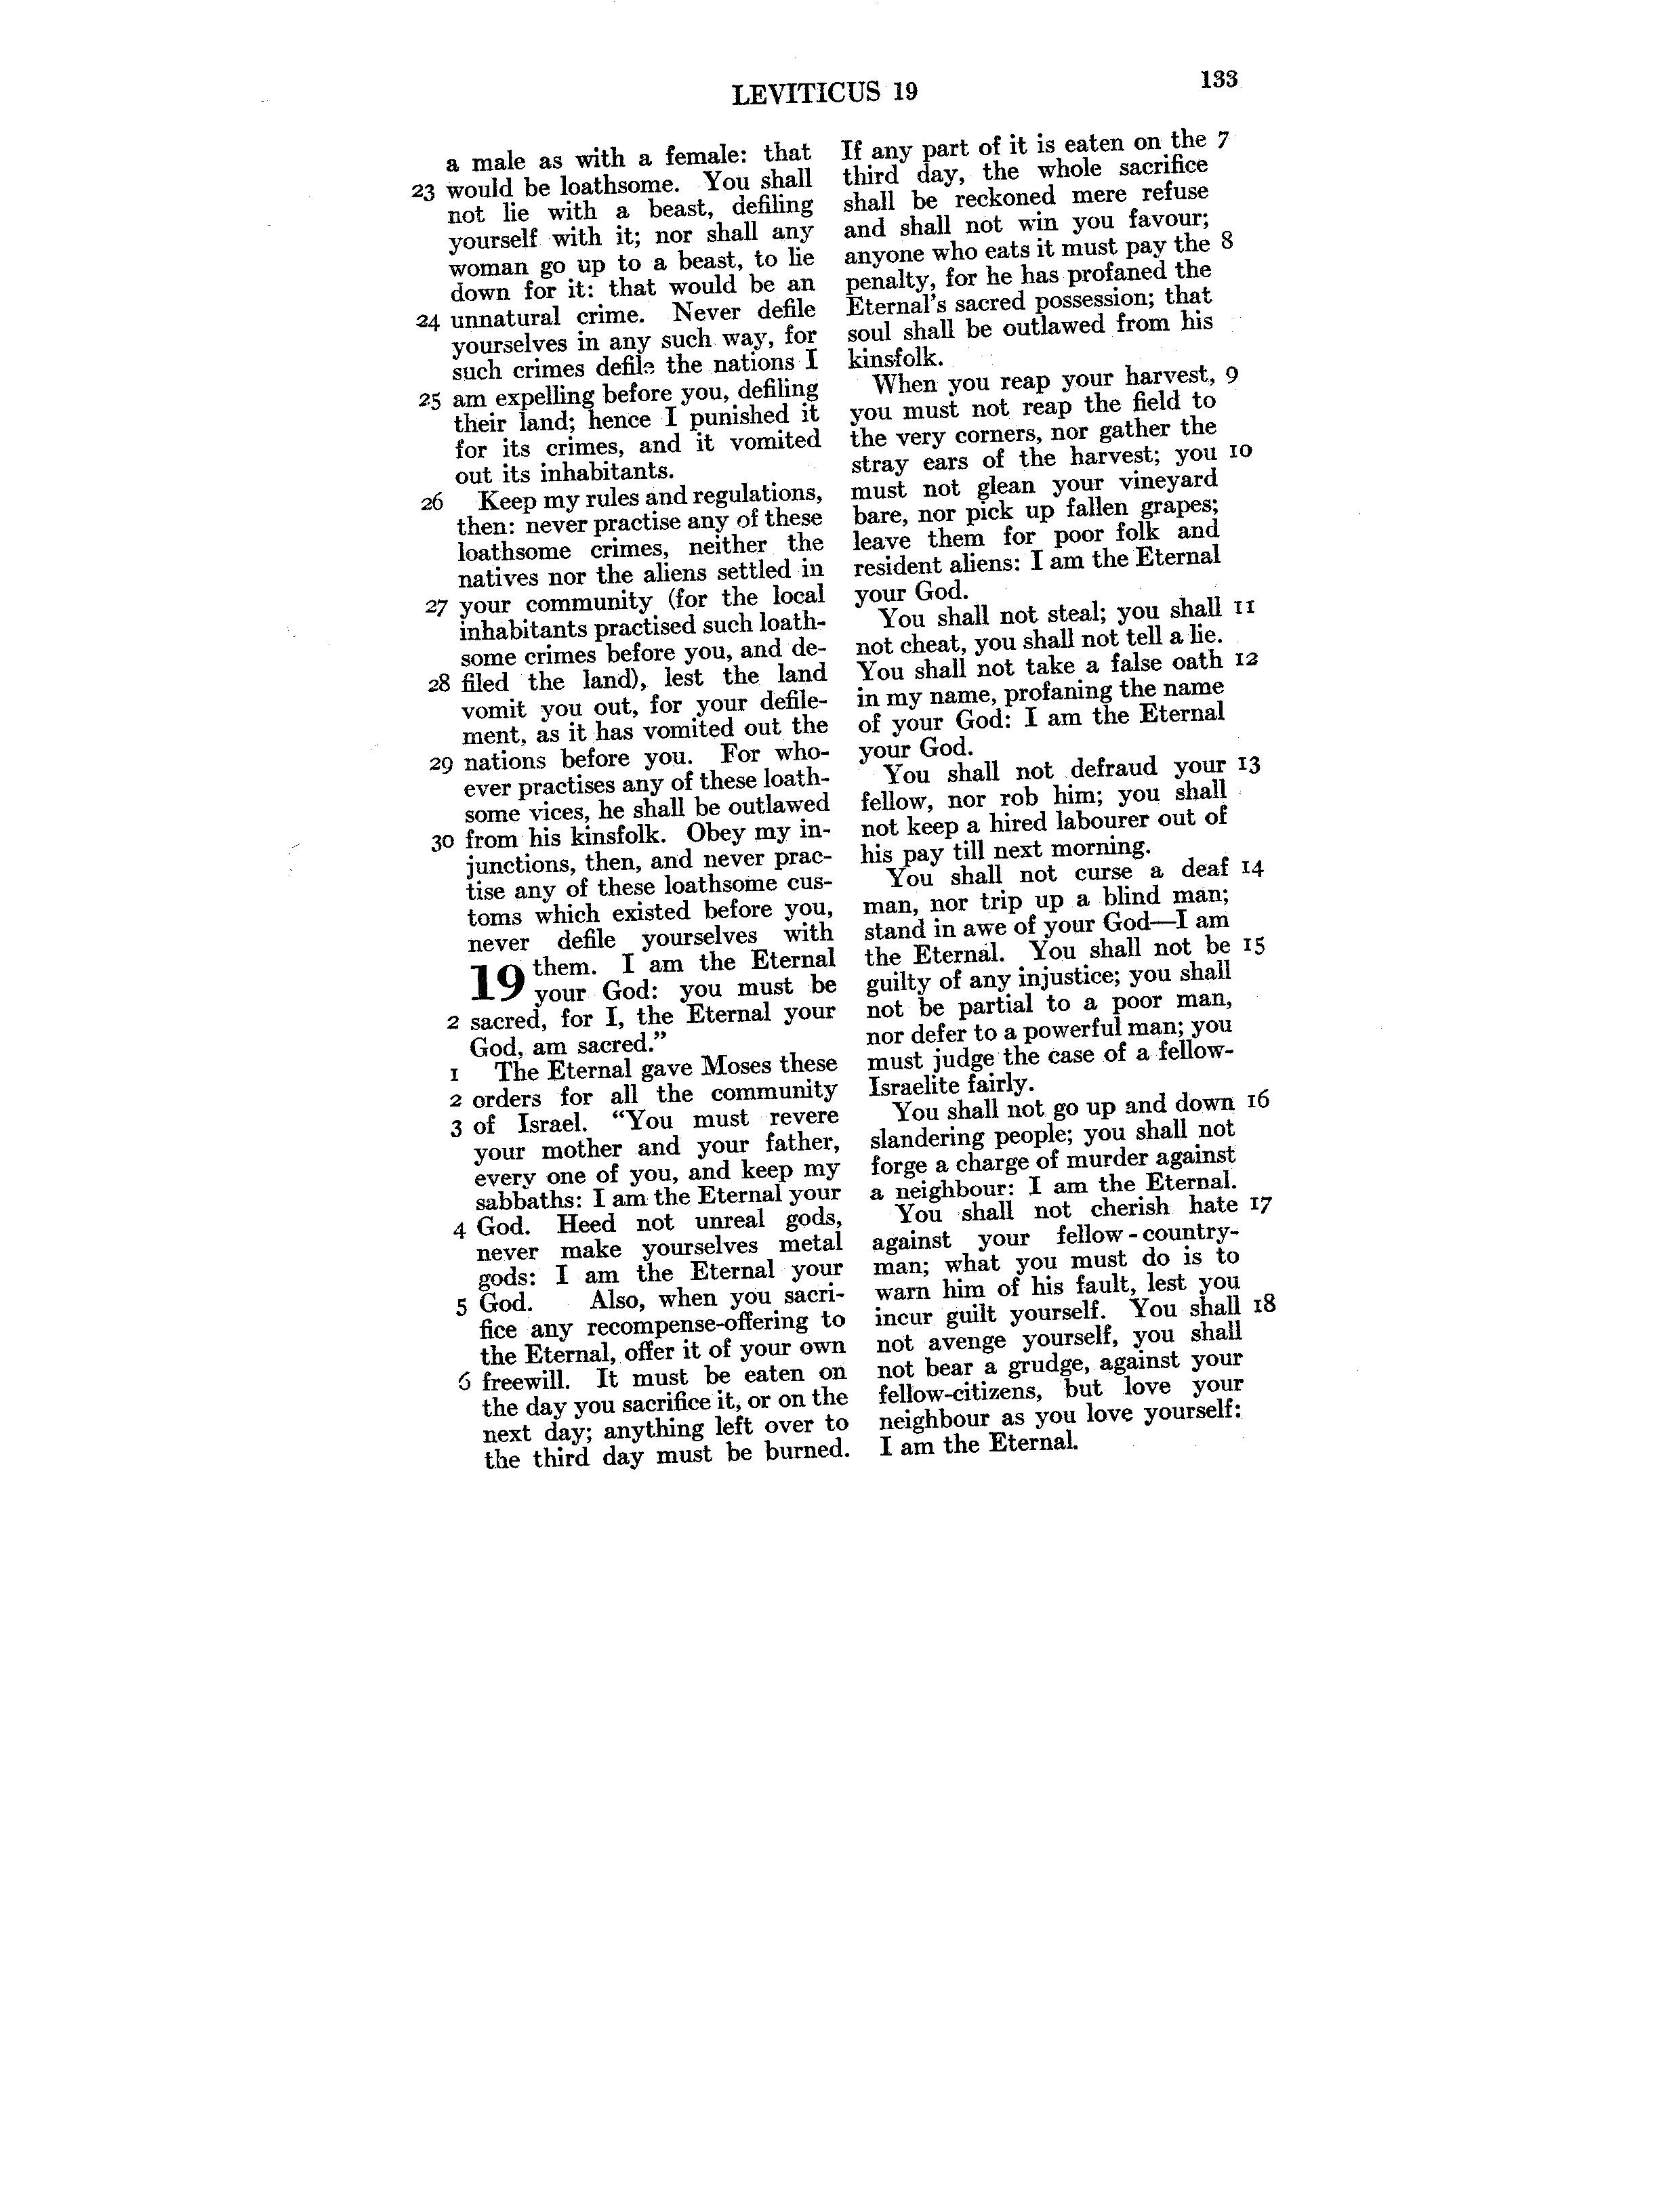 LEVITICUS 19
133
a male as with a female: that
23 would be loathsome. You shall
not lie with a beast, defiling
yourself with it; nor shall any
woman go up to a beast, to lie
down for it: that would be an
24 unnatural crime. Never defile
yourselves in any such way, for
such crimes defile the nations I
25 am expelling before you, defiling
their land; hence I punished it
for its crimes, and it vomited
out its inhabitants.
26 Keep my rules and regulations,
then: never practise any of these
loathsome crimes, neither the
natives nor the aliens settled in
27 your community (for the local
inhabitants practised such loath-
some crimes before you, and de-
28 filed the land), lest the land
vomit you out, for your defile-
ment, as it has vomited out the
29 nations before you. For who-
ever practises any of these loath-
some vices, he shall be outlawed
30 from his kinsfolk. Obey my in-
junctions, then, and never prac-
tise any of these loathsome cus-
toms which existed before you,
never defile yourselves with
19 them. I am the Eternal
your God: you must be
2 sacred, for I, the Eternal your
God, am sacred.”
1 The Eternal gave Moses these
2 orders for all the community
3 of Israel. “You must revere
your mother and your father,
every one of you, and keep my
sabbaths: I am the Eternal your
4 God. Heed not unreal gods,
never make yourselves metal
gods: I am the Eternal your
5 God. Also, when you sacri-
fice any recompense-offering to
the Eternal, offer it of your own
6 freewill. It must be eaten on
the day you sacrifice it, or on the
next day; anything left over to
the third day must be burned.
If any part of it is eaten on the 7
third day, the whole sacrifice
shall be reckoned mere refuse
and shall not win you favour;
anyone who eats it must pay the 8
penalty, for he has profaned the
Eternal’s sacred possession; that
soul shall be outlawed from his
kinsfolk.
When you reap your harvest, 9
you must not reap the field to
the very corners, nor gather the
stray ears of the harvest; you 10
must not glean your vineyard
bare, nor pick up fallen grapes;
leave them for poor folk and
resident aliens: I am the Eternal
your God.
You shall not steal; you shall 11
not cheat, you shall not tell a lie.
You shall not take a false oath 12
in my name, profaning the name
of your God: I am the Eternal
your God.
You shall not defraud your 13
fellow, nor rob him; you shall
not keep a hired labourer out of
his pay till next morning.
You shall not curse a deaf 14
man, nor trip up a blind man;
stand in awe of your God—I am
the Eternal. You shall not be 15
guilty of any injustice; you shall
not be partial to a poor man,
nor defer to a powerful man; you
must judge the case of a fellow-
Israelite fairly.
You shall not go up and down 16
slandering people; you shall not
forge a charge of murder against
a neighbour: I am the Eternal.
You shall not cherish hate 17
against your fellow-country-
man; what you must do is to
warn him of his fault, lest you
incur guilt yourself. You shall 18
not avenge yourself, you shall
not bear a grudge, against your
fellow-citizens, but love your
neighbour as you love yourself:
I am the Eternal.